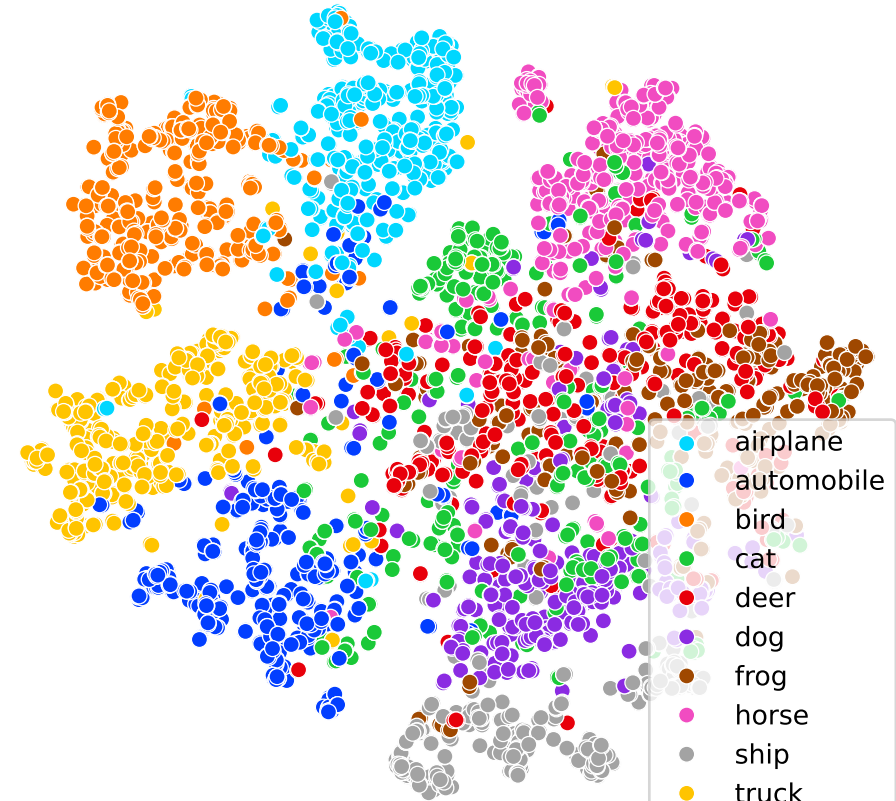 airplane
automobile
bird
cat
deer
dog
frog
horse
ship
truck